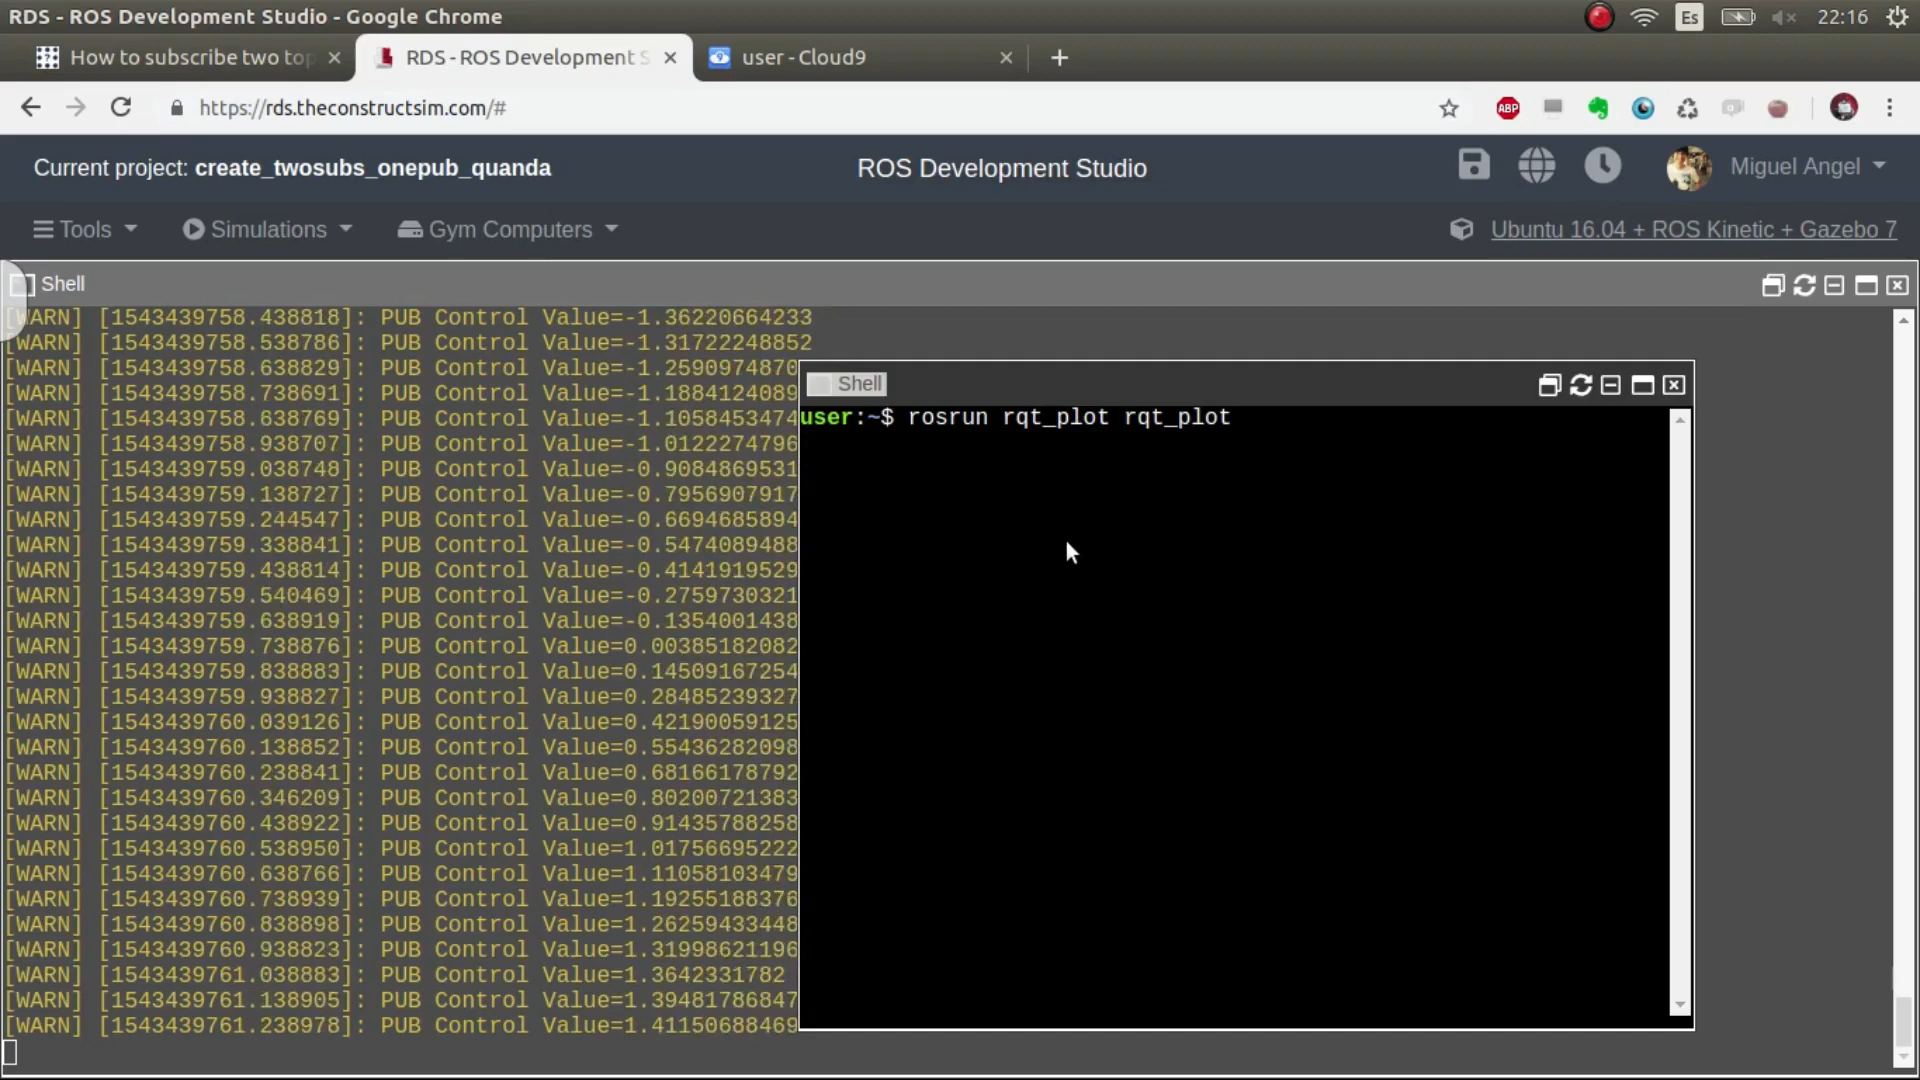 RDS - ROS Development Studio - Google Chrome
Es
22:16
How to subscribe two top
RDS - ROS Development S
user - Cloud9
https://rds.theconstructsim.com/#
ABP
Current project: create_twosubs_onepub_quanda
ROS Development Studio
Miguel Angel
Tools
Simulations
Gym Computers
Ubuntu 16.04 + ROS Kinetic + Gazebo 7
Shell
[WARN] [1543439758.438818]: PUB Control Value=-1.36220664233
[WARN] [1543439758.538786]: PUB Control Value=-1.31722248852
[WARN] [1543439758.638829]: PUB Control Value=-1.2590974870
[WARN] [1543439758.738691]: PUB Control Value=-1.1884124089
[WARN] [1543439758.838769]: PUB Control Value=-1.1058453474
[WARN] [1543439758.938707]: PUB Control Value=-1.0122274796
[WARN] [1543439759.038748]: PUB Control Value=-0.9084869531
[WARN] [1543439759.138727]: PUB Control Value=-0.7956907917
[WARN] [1543439759.244547]: PUB Control Value=-0.6694685894
[WARN] [1543439759.338841]: PUB Control Value=-0.5474089488
[WARN] [1543439759.438814]: PUB Control Value=-0.4141919529
[WARN] [1543439759.540469]: PUB Control Value=-0.2759730321
[WARN] [1543439759.638919]: PUB Control Value=-0.1354001438
[WARN] [1543439759.738876]: PUB Control Value=0.00385182082
[WARN] [1543439759.838883]: PUB Control Value=0.14509167254
[WARN] [1543439759.938827]: PUB Control Value=0.28485239327
[WARN] [1543439760.039126]: PUB Control Value=0.42190059125
[WARN] [1543439760.138852]: PUB Control Value=0.55436282098
[WARN] [1543439760.238841]: PUB Control Value=0.68166178792
[WARN] [1543439760.346209]: PUB Control Value=0.80200721383
[WARN] [1543439760.438922]: PUB Control Value=0.91435788258
[WARN] [1543439760.538950]: PUB Control Value=1.01756695222
[WARN] [1543439760.638766]: PUB Control Value=1.11058103479
[WARN] [1543439760.738939]: PUB Control Value=1.19255188376
[WARN] [1543439760.838898]: PUB Control Value=1.26259433448
[WARN] [1543439760.938823]: PUB Control Value=1.31998621196
[WARN] [1543439761.038883]: PUB Control Value=1.3642331782
[WARN] [1543439761.138905]: PUB Control Value=1.39481786847
[WARN] [1543439761.238978]: PUB Control Value=1.41150688469
Shell
user:~$ rosrun rqt_plot rqt_plot